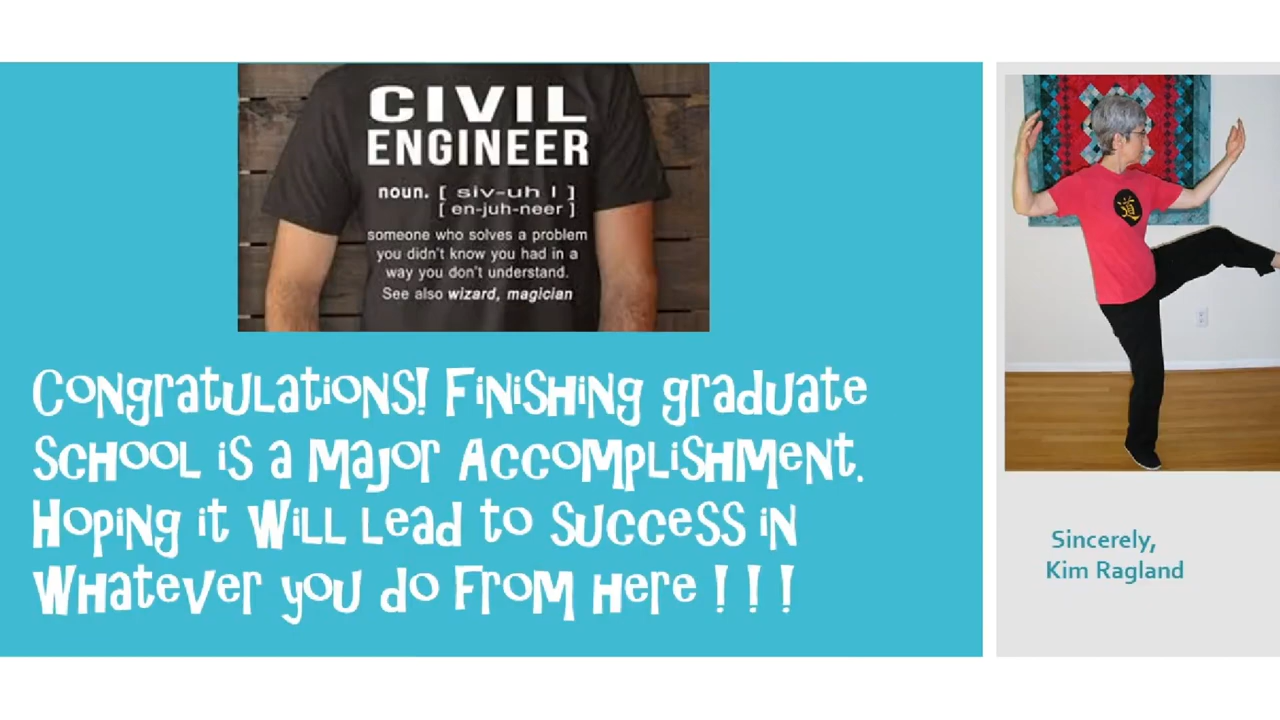 CIVIL
ENGINEER
noun. [ siv-uh l ]
[ en-juh-neer ]
someone who solves a problem
you didn't know you had in a
way you don't understand.
See also wizard, magician
Congratulations! Finishing graduate
school is a major accomplishment.
Hoping it will lead to success in
whatever you do from here ! ! !
道
Sincerely,
Kim Ragland